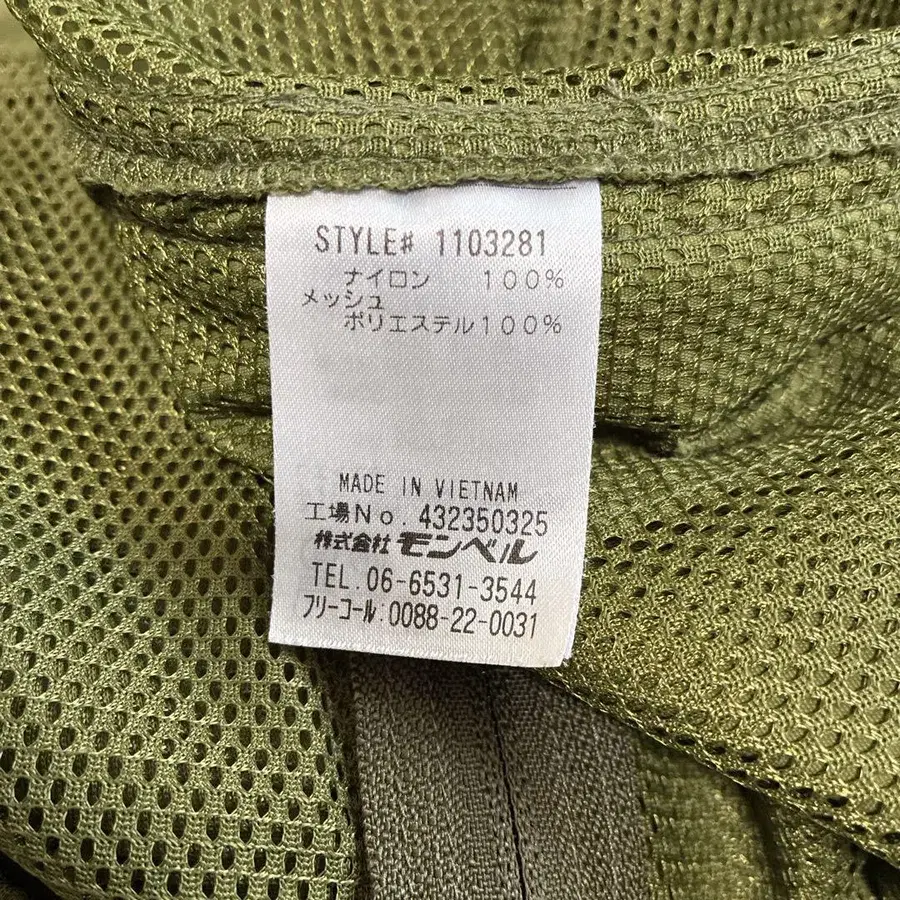 STYLE# 1103281
ナイロン 100%
メッシュ
ポリエステル100%
MADE IN VIETNAM
工場No. 432350325
株式会社 モンベル
TEL. 06-6531-3544
フリーコール: 0088-22-0031